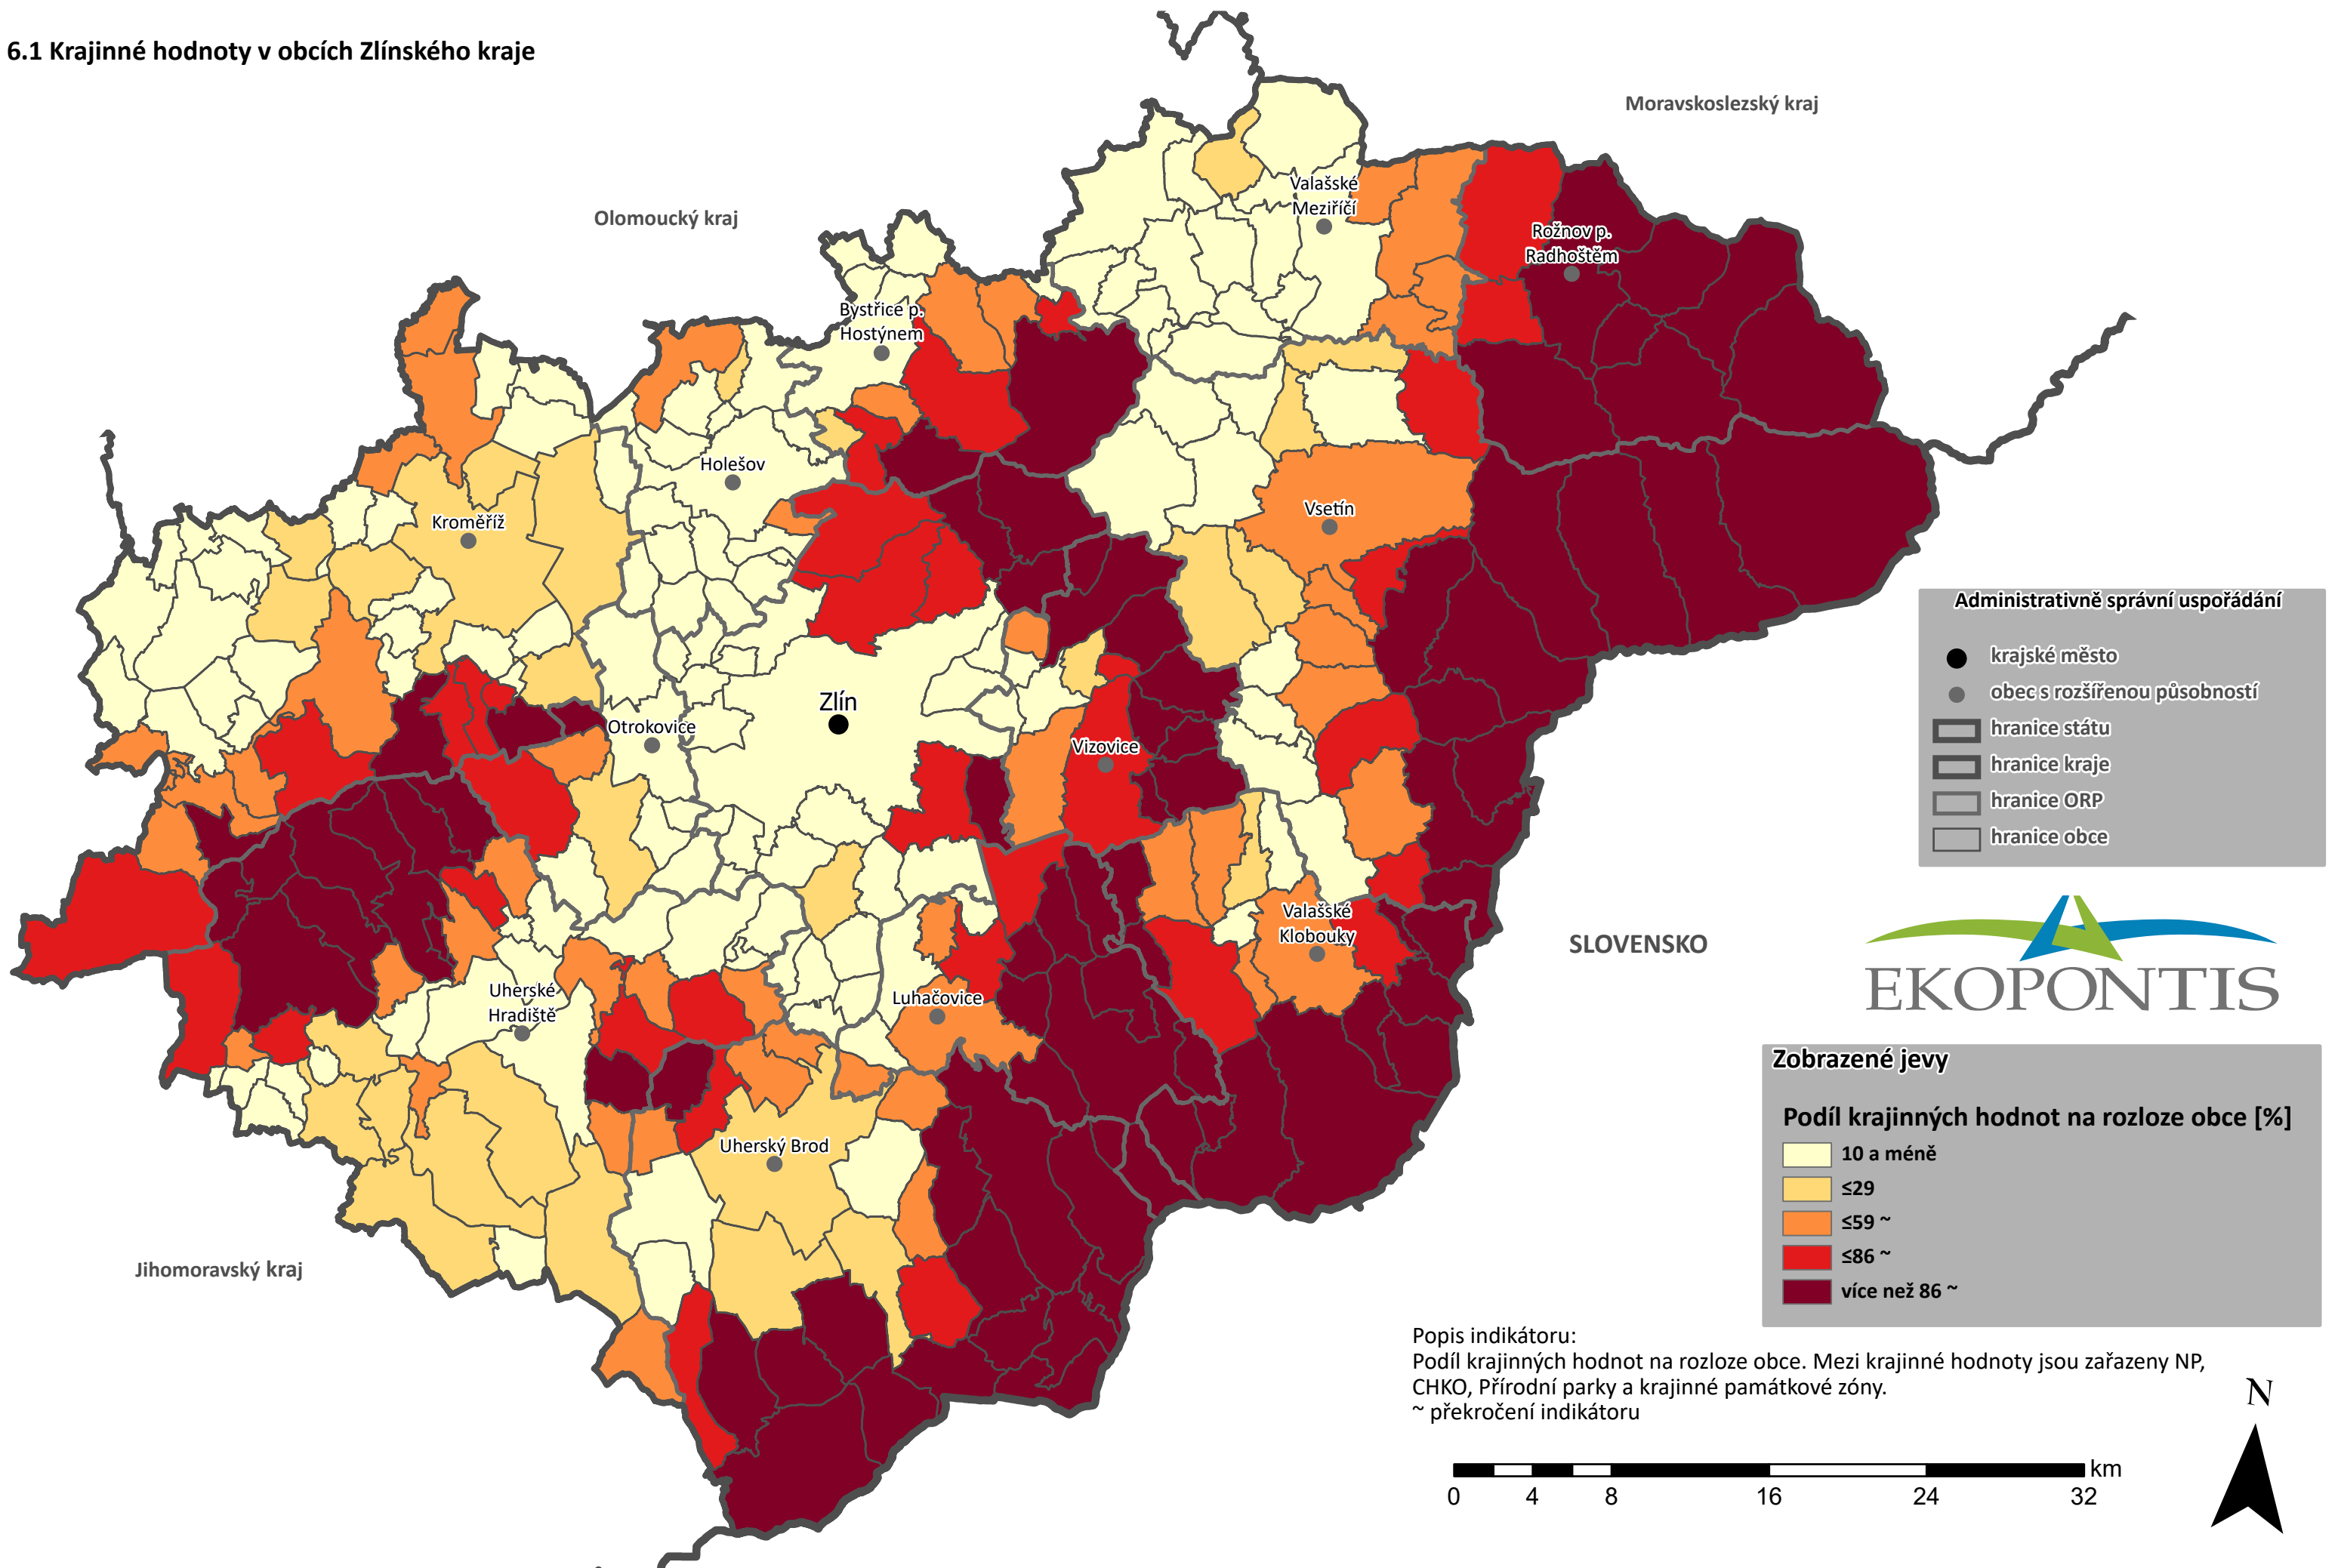 6.1 Krajinné hodnoty v obcích Zlínského kraje
Moravskoslezský kraj
Olomoucký kraj
Valašské
Meziříčí
Rožnov p.
Radhoštěm
Bystřice p.
Hostýnem
Holešov
Kroměříž
Vsetín
Zlín
Otrokovice
Vizovice
Valašské
Klobouky
SLOVENSKO
Luhačovice
Uherské
Hradiště
Uherský Brod
Jihomoravský kraj
Administrativně správní uspořádání
krajské město
obec s rozšířenou působností
hranice státu
hranice kraje
hranice ORP
hranice obce
EKOPONTIS
Zobrazené jevy
Podíl krajinných hodnot na rozloze obce [%]
10 a méně
≤29
≤59 ~
≤86 ~
více než 86 ~
Popis indikátoru:
Podíl krajinných hodnot na rozloze obce. Mezi krajinné hodnoty jsou zařazeny NP,
CHKO, Přírodní parky a krajinné památkové zóny.
~ překročení indikátoru
N
km
0 4 8 16 24 32